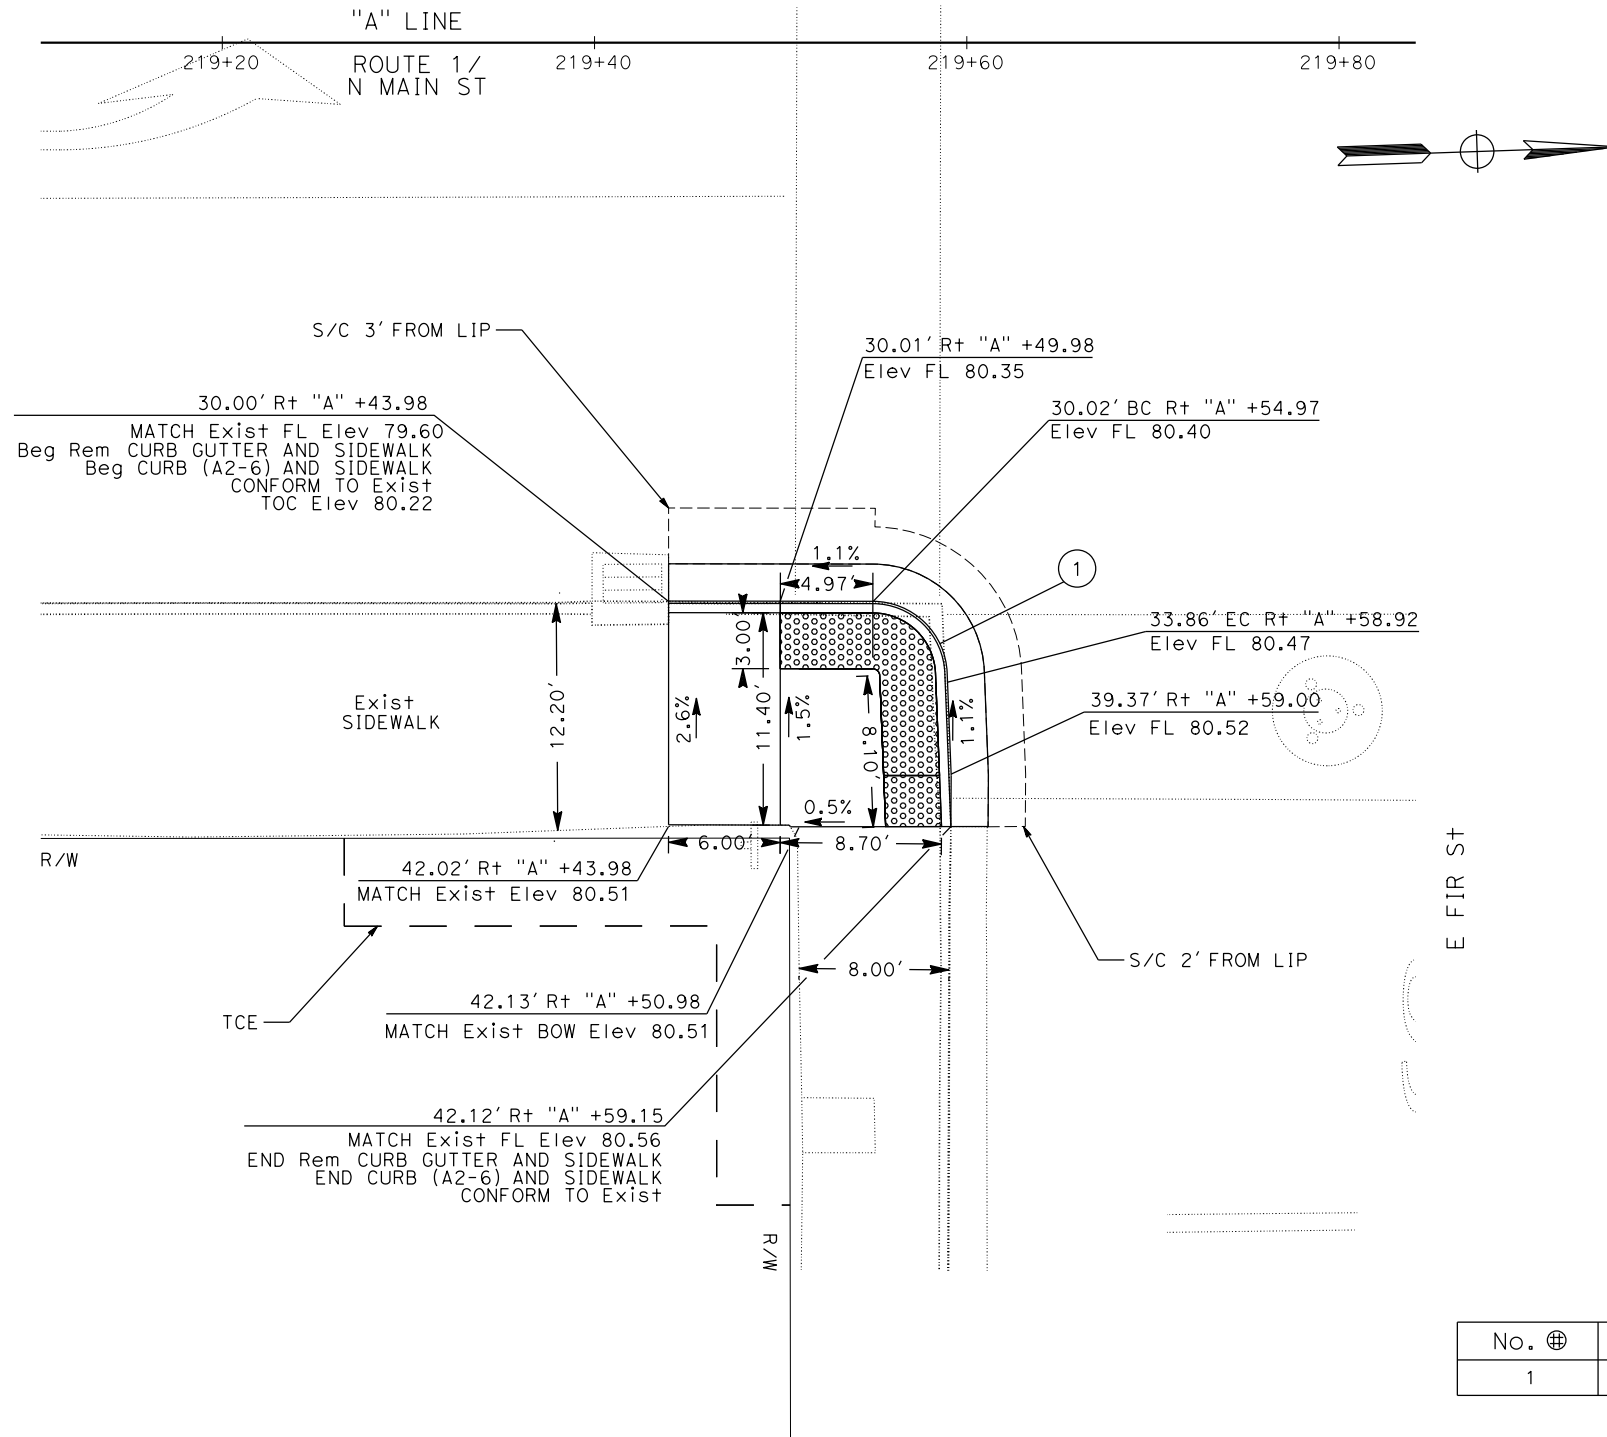 "A" LINE
219+20
219+40
219+60
219+80
ROUTE 1/
N MAIN ST
S/C 3' FROM LIP
30.01' Rt "A" +49.98
Elev FL 80.35
30.00' Rt "A" +43.98
MATCH Exist FL Elev 79.60
Beg Rem CURB GUTTER AND SIDEWALK
Beg CURB (A2-6) AND SIDEWALK
CONFORM TO Exist
TOC Elev 80.22
30.02' BC Rt "A" +54.97
Elev FL 80.40
1.1%
4.97'
1
33.86' EC Rt "A" +58.92
Elev FL 80.47
3.00'
Exist
SIDEWALK
12.20'
2.6%
11.40'
1.5%
8.10'
1.1%
39.37' Rt "A" +59.00
Elev FL 80.52
0.5%
6.00'
8.70'
R/W
42.02' Rt "A" +43.98
MATCH Exist Elev 80.51
E FIR St
S/C 2' FROM LIP
8.00'
TCE
42.13' Rt "A" +50.98
MATCH Exist BOW Elev 80.51
42.12' Rt "A" +59.15
MATCH Exist FL Elev 80.56
END Rem CURB GUTTER AND SIDEWALK
END CURB (A2-6) AND SIDEWALK
CONFORM TO Exist
R/W
No. #
1